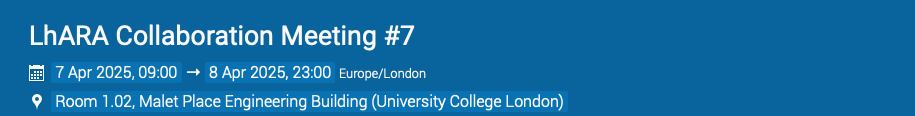 LhARA Collaboration Meeting #7
7 Apr 2025, 09:00 → 8 Apr 2025, 23:00 Europe/London
Room 1.02, Malet Place Engineering Building (University College London)